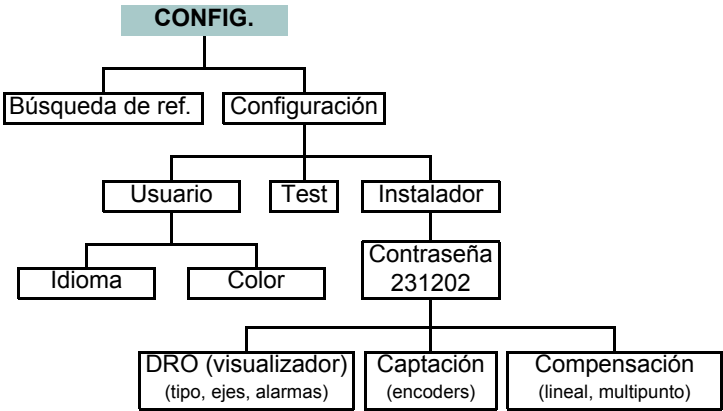 CONFIG.
Búsqueda de ref.
Configuración
Usuario
Test
Instalador
Idioma
Color
Contraseña
231202
DRO (visualizador)
(tipo, ejes, alarmas)
Captación
(encoders)
Compensación
(lineal, multipunto)